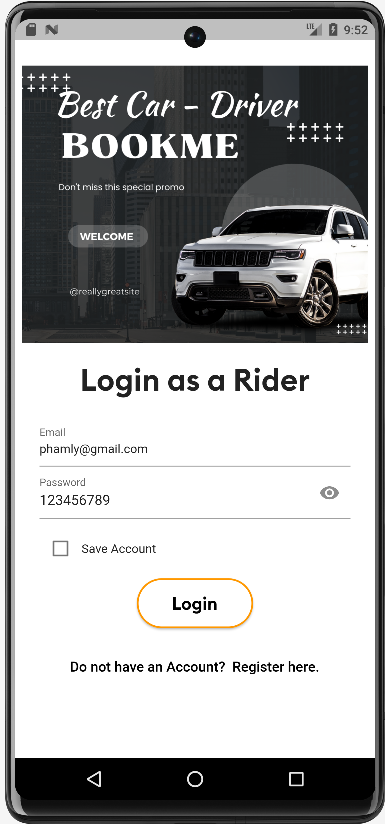 LTE 9:52
Best Car - Driver
BOOKME
Don't miss this special promo
WELCOME
@reallygreatsite
Login as a Rider
Email
phamly@gmail.com
Password
123456789
Save Account
Login
Do not have an Account? Register here.